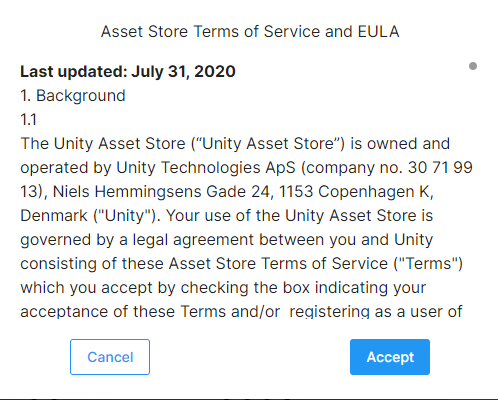 Asset Store Terms of Service and EULA
Last updated: July 31, 2020
1. Background
1.1
The Unity Asset Store (“Unity Asset Store”) is owned and
operated by Unity Technologies ApS (company no. 30 71 99
13), Niels Hemmingsens Gade 24, 1153 Copenhagen K,
Denmark ("Unity"). Your use of the Unity Asset Store is
governed by a legal agreement between you and Unity
consisting of these Asset Store Terms of Service ("Terms")
which you accept by checking the box indicating your
acceptance of these Terms and/or  registering as a user of
Cancel
Accept